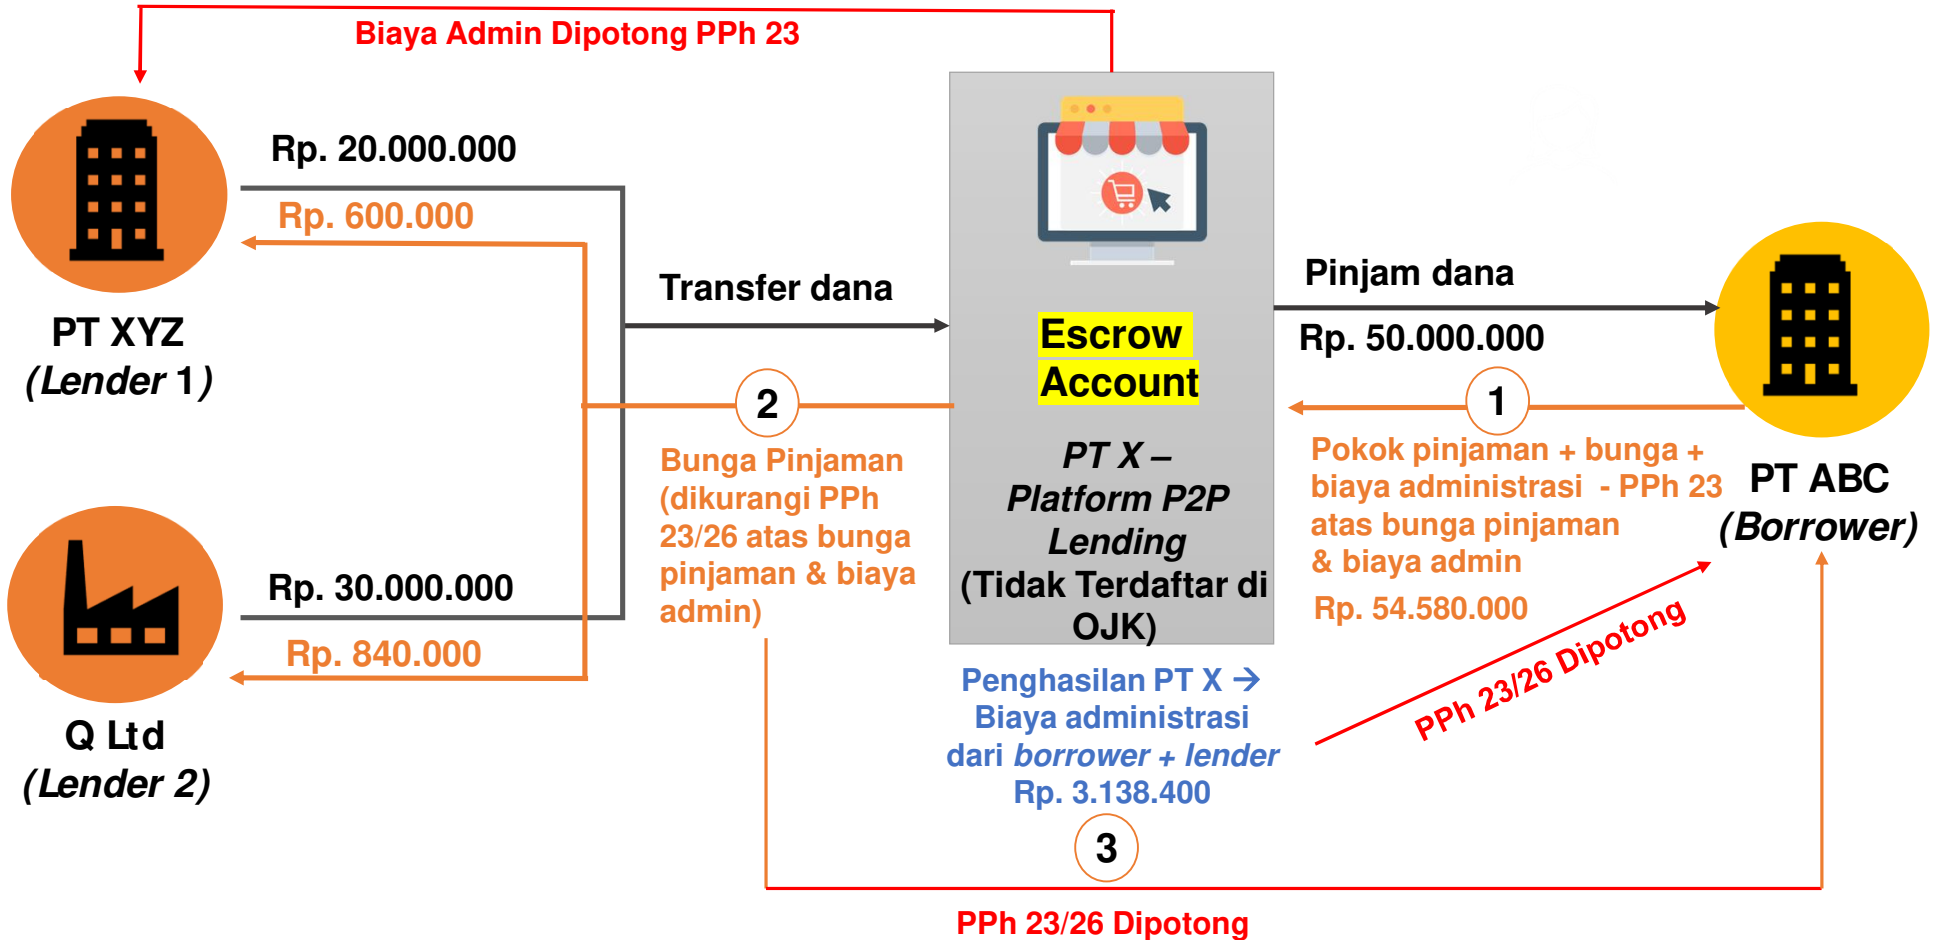 Biaya Admin Dipotong PPh 23
Rp. 20.000.000
Rp. 600.000
PT XYZ
(Lender 1)
Transfer dana
Escrow
Account
PT X –
Platform P2P
Lending
(Tidak Terdaftar di
OJK)
Pinjam dana
Rp. 50.000.000
1
Pokok pinjaman + bunga +
biaya administrasi - PPh 23
atas bunga pinjaman
& biaya admin
Rp. 54.580.000
PT ABC
(Borrower)
2
Bunga Pinjaman
(dikurangi PPh
23/26 atas bunga
pinjaman & biaya
admin)
Rp. 30.000.000
Rp. 840.000
Q Ltd
(Lender 2)
Penghasilan PT X →
Biaya administrasi
dari borrower + lender
Rp. 3.138.400
PPh 23/26 Dipotong
3
PPh 23/26 Dipotong